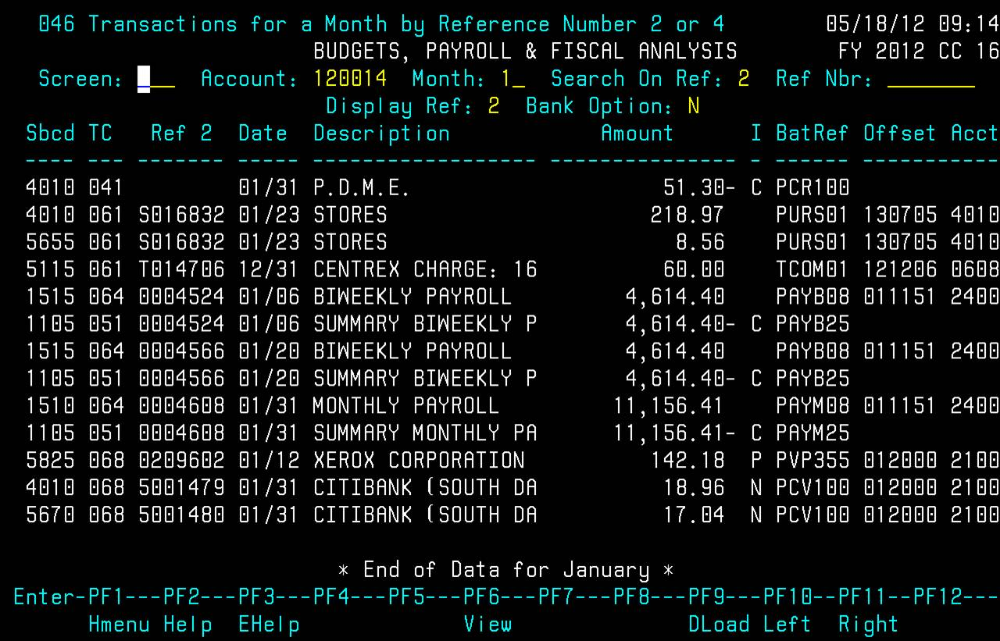 046 Transactions for a Month by Reference Number 2 or 4 05/18/12 09:14
BUDGETS, PAYROLL & FISCAL ANALYSIS FY 2012 CC 16
Screen: ___ Account: 120014 Month: 1_ Search On Ref: 2 Ref Nbr: _______
Display Ref: 2 Bank Option: N
Sbcd TC Ref 2 Date Description Amount I BatRef Offset Acct
---- --- ------- ----- ------------------ --------------- - ------ -----------
4010 041 01/31 P.D.M.E. 51.30- C PCR100
4010 061 S016832 01/23 STORES 218.97 PURS01 130705 4010
5655 061 S016832 01/23 STORES 8.56 PURS01 130705 4010
5115 061 T014706 12/31 CENTREX CHARGE: 16 60.00 TCOM01 121206 0608
1515 064 0004524 01/06 BIWEEKLY PAYROLL 4,614.40 PAYB08 011151 2400
1105 051 0004524 01/06 SUMMARY BIWEEKLY P 4,614.40- C PAYB25
1515 064 0004566 01/20 BIWEEKLY PAYROLL 4,614.40 PAYB08 011151 2400
1105 051 0004566 01/20 SUMMARY BIWEEKLY P 4,614.40- C PAYB25
1510 064 0004608 01/31 MONTHLY PAYROLL 11,156.41 PAYM08 011151 2400
1105 051 0004608 01/31 SUMMARY MONTHLY PA 11,156.41- C PAYM25
5825 068 0209602 01/12 XEROX CORPORATION 142.18 P PVP355 012000 2100
4010 068 5001479 01/31 CITIBANK (SOUTH DA 18.96 N PCV100 012000 2100
5670 068 5001480 01/31 CITIBANK (SOUTH DA 17.04 N PCV100 012000 2100
* End of Data for January *
Enter-PF1---PF2---PF3---PF4---PF5---PF6---PF7---PF8---PF9---PF10--PF11--PF12---
Hmenu Help EHelp View DLoad Left Right